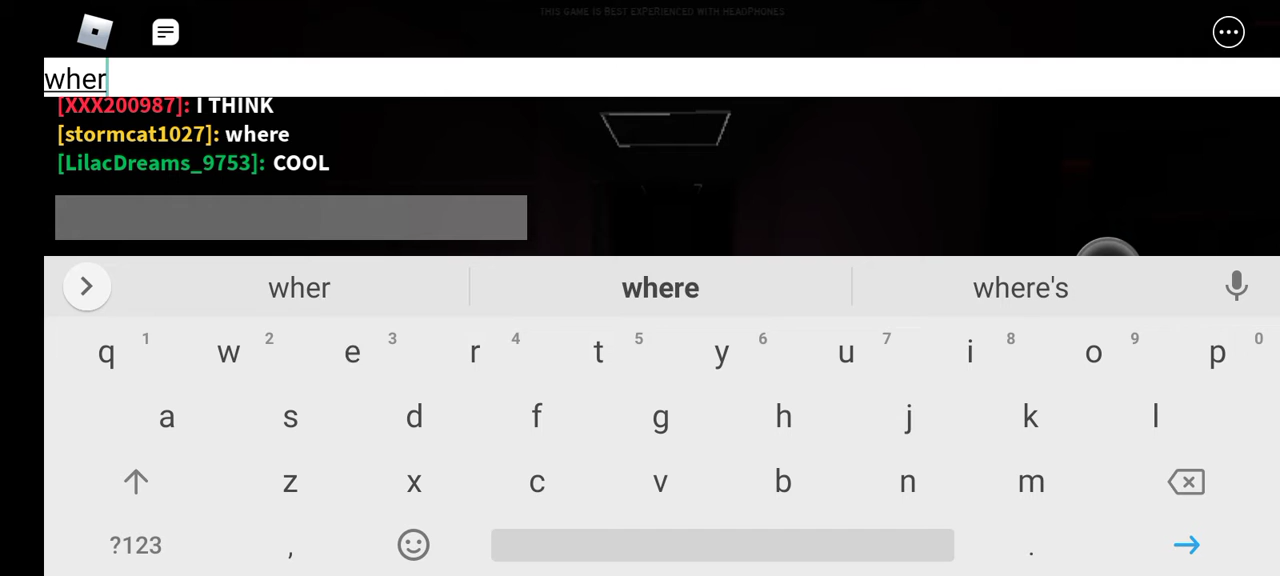 THIS GAME IS BEST EXPERIENCED WITH HEADPHONES
wher
[XXX200987]: I THINK
[stormcat1027]: where
[LilacDreams_9753]: COOL
wher where where's
q 1 w 2 e 3 r 4 t 5 y 6 u 7 i 8 o 9 p 0
a s d f g h j k l
z x c v b n m
?123 , .